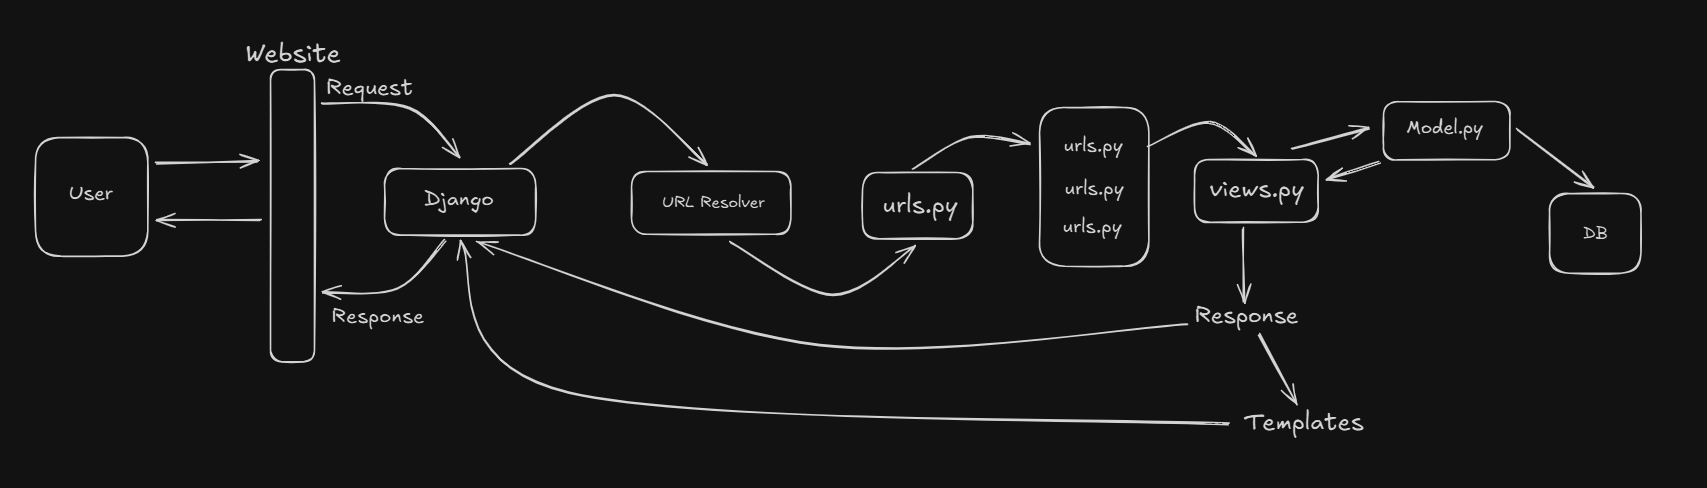 Website
Request
User
Django
URL Resolver
urls.py
urls.py
urls.py
urls.py
views.py
Model.py
DB
Response
Response
Templates